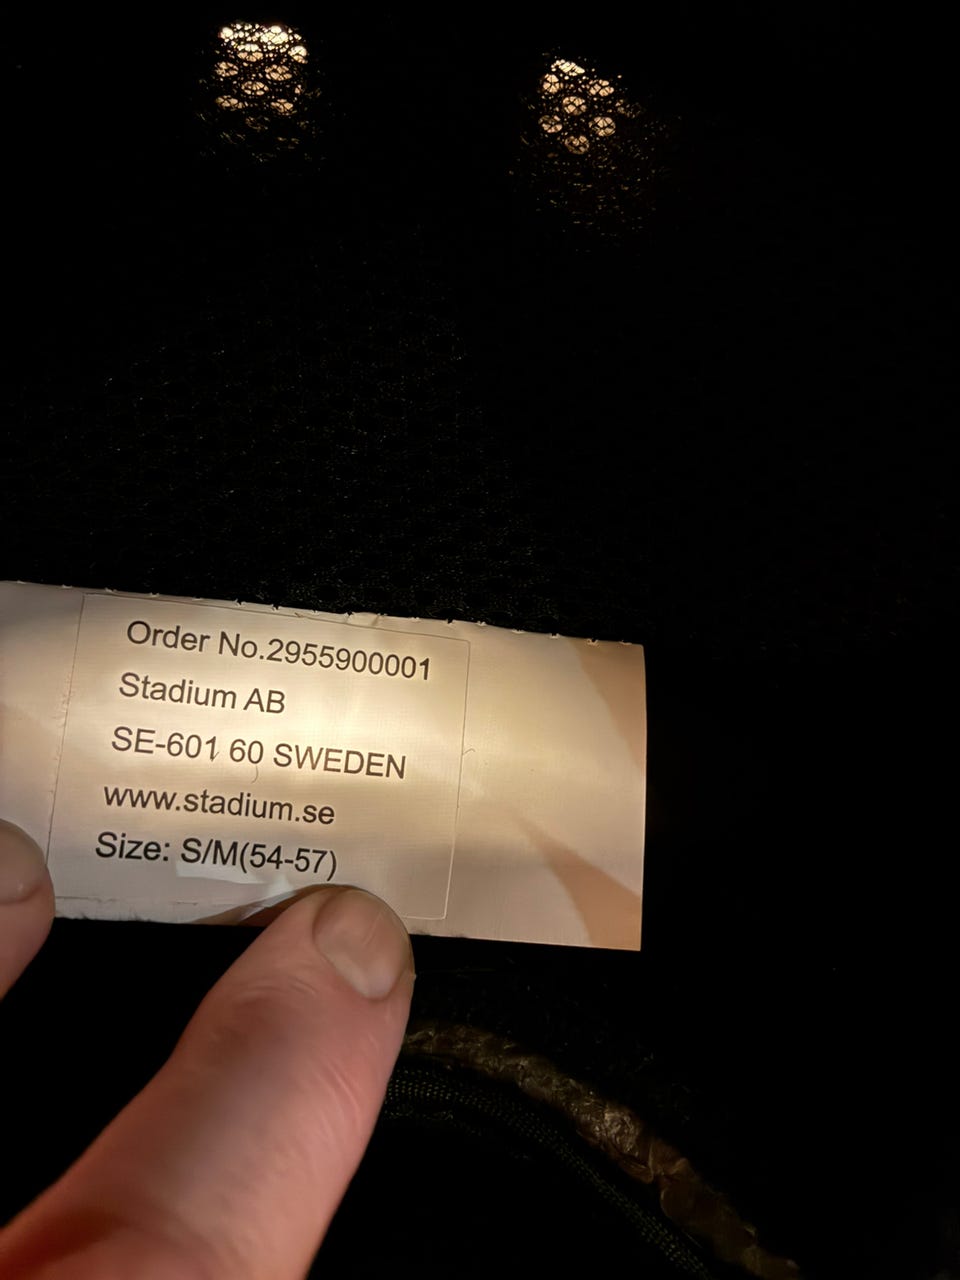 Order No.2955900001
Stadium AB
SE-601 60 SWEDEN
www.stadium.se
Size: S/M(54-57)